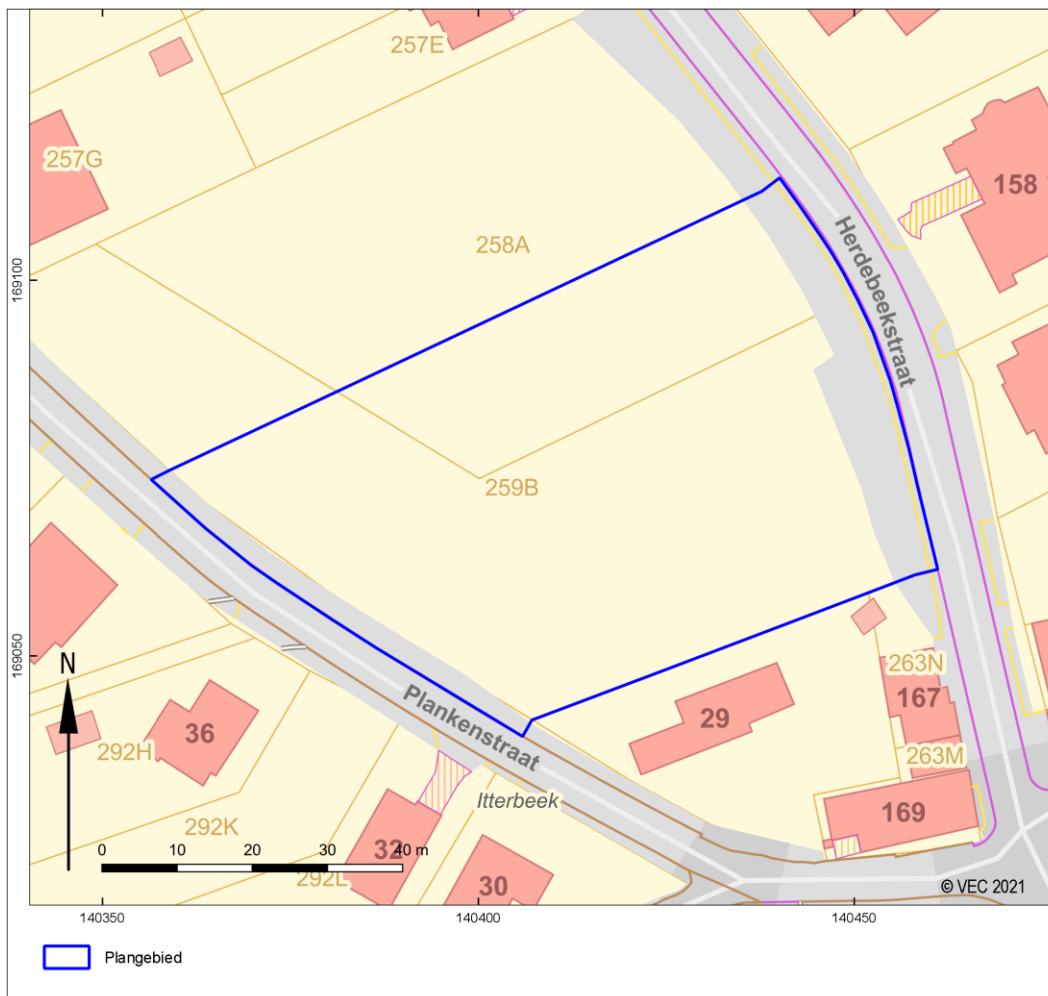 257E
257G
158
258A
Herdebeekstraat
169100
259B
169050
N
263N
167
29
Plankenstraat
36
263M
292H
Itterbeek
169
292K
0 10 20 30 40 m
32
292L
30
© VEC 2021
140350 140400 140450
Plangebied